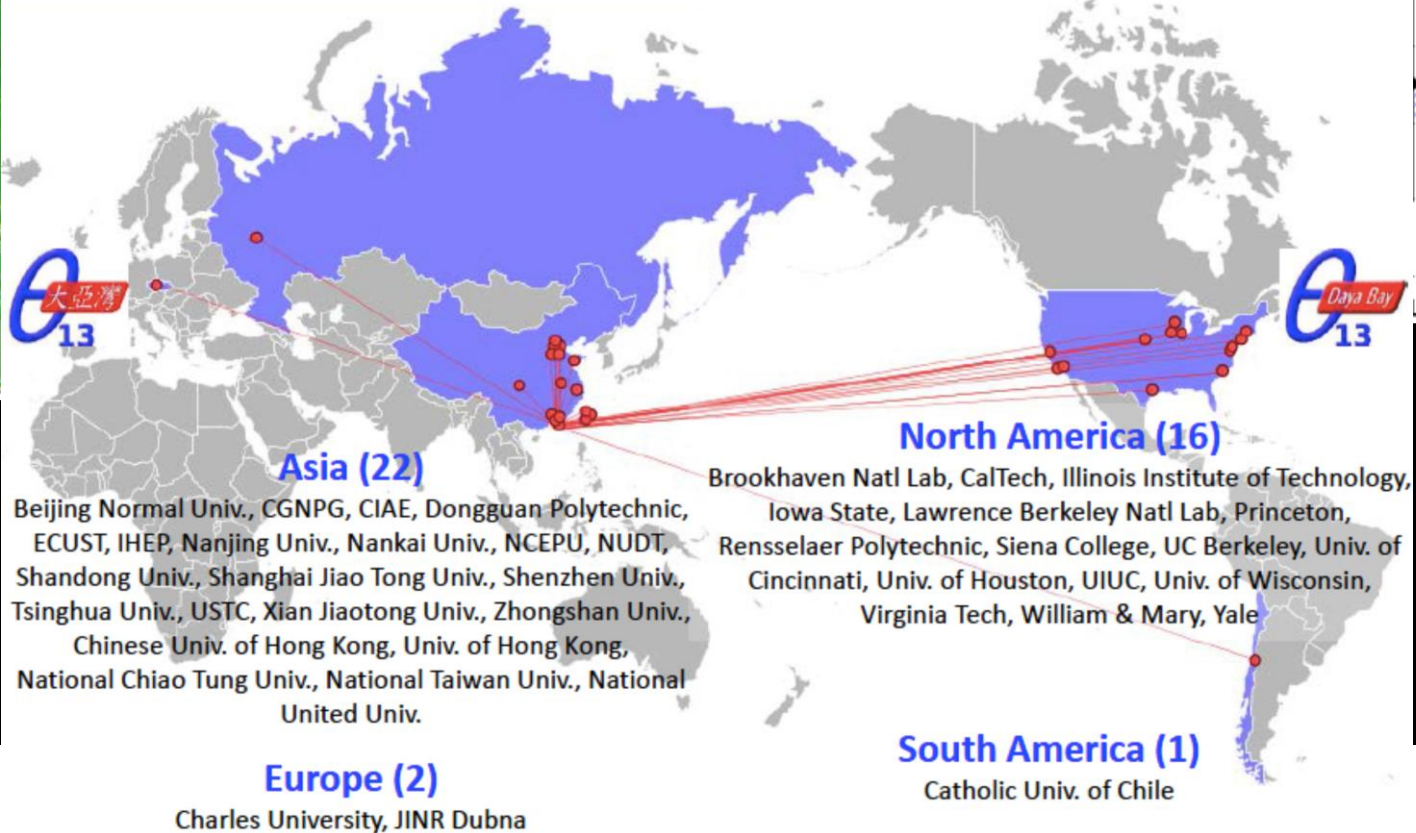 θ
大亞灣
13
θ
Daya Bay
13
Asia (22)
Beijing Normal Univ., CGNPG, CIAE, Dongguan Polytechnic,
ECUST, IHEP, Nanjing Univ., Nankai Univ., NCEPU, NUDT,
Shandong Univ., Shanghai Jiao Tong Univ., Shenzhen Univ.,
Tsinghua Univ., USTC, Xian Jiaotong Univ., Zhongshan Univ.,
Chinese Univ. of Hong Kong, Univ. of Hong Kong,
National Chiao Tung Univ., National Taiwan Univ., National
United Univ.
Europe (2)
Charles University, JINR Dubna
North America (16)
Brookhaven Natl Lab, CalTech, Illinois Institute of Technology,
Iowa State, Lawrence Berkeley Natl Lab, Princeton,
Rensselaer Polytechnic, Siena College, UC Berkeley, Univ. of
Cincinnati, Univ. of Houston, UIUC, Univ. of Wisconsin,
Virginia Tech, William & Mary, Yale
South America (1)
Catholic Univ. of Chile